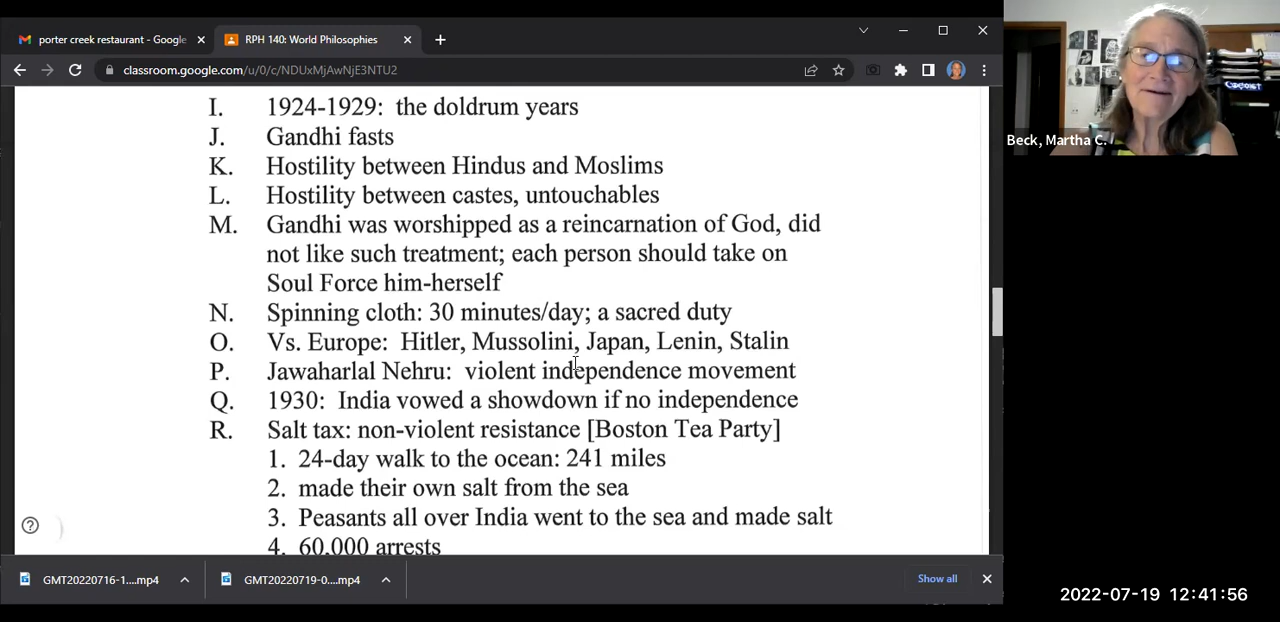 porter creek restaurant - Google
RPH 140: World Philosophies
classroom.google.com/u/0/c/NDUxMjAwNjE3NTU2
Beck, Martha C.
I. 1924-1929: the doldrum years
J. Gandhi fasts
K. Hostility between Hindus and Moslims
L. Hostility between castes, untouchables
M. Gandhi was worshipped as a reincarnation of God, did
not like such treatment; each person should take on
Soul Force him-herself
N. Spinning cloth: 30 minutes/day; a sacred duty
O. Vs. Europe: Hitler, Mussolini, Japan, Lenin, Stalin
P. Jawaharlal Nehru: violent independence movement
Q. 1930: India vowed a showdown if no independence
R. Salt tax: non-violent resistance [Boston Tea Party]
1. 24-day walk to the ocean: 241 miles
2. made their own salt from the sea
3. Peasants all over India went to the sea and made salt
4. 60,000 arrests
GMT20220716-1....mp4
GMT20220719-0....mp4
Show all
2022-07-19 12:41:56